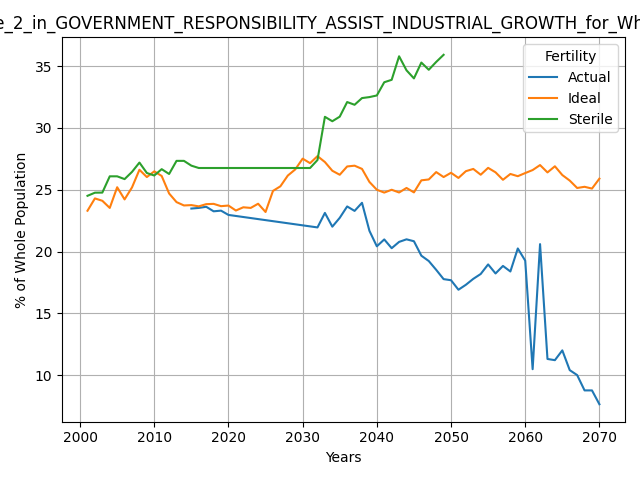 e_2_in_GOVERNMENT_RESPONSIBILITY_ASSIST_INDUSTRIAL_GROWTH_for_Wh
Fertility
Actual
Ideal
Sterile
% of Whole Population
35
30
25
20
15
10
2000
2010
2020
2030
2040
2050
2060
2070
Years